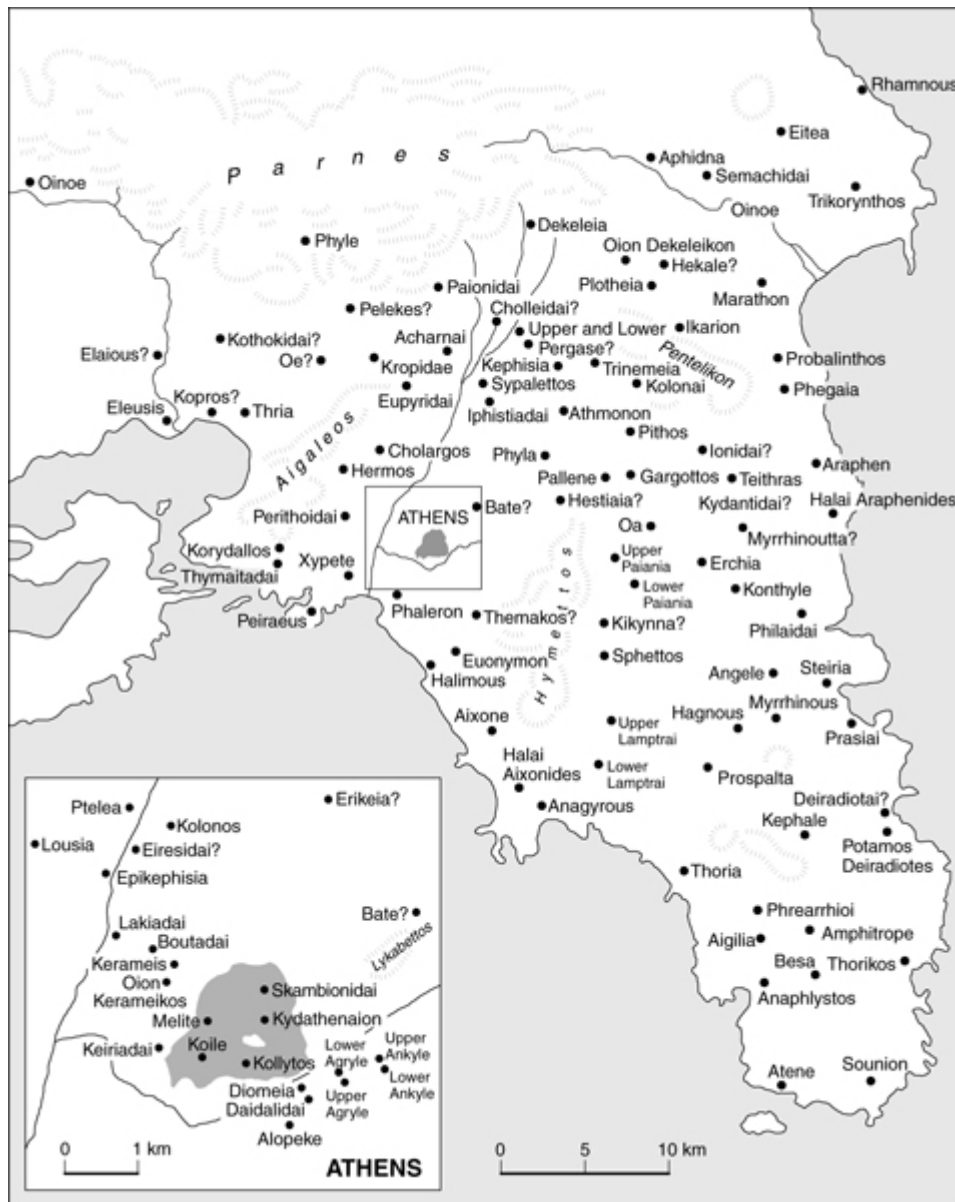 Rhamnous
Eitea
Aphidna
Semachidai
Parnes
Oinoe
Trikorynthos
Oinoe
Dekeleia
Phyle
Oion Dekeleikon
Hekale?
Paionidai
Plotheia
Marathon
Pelekes?
Cholleidai?
Upper and Lower
Pergase?
Ikarion
Kothokidai?
Acharnai
Elaious?
Oe?
Kropidae
Kephisia
Trinemeia
Pentelikon
Probalinthos
Sypalettos
Kolonai
Phegaia
Eupyridai
Iphistiadai
Athmonon
Kopros?
Thria
Eleusis
Pithos
Aigaleos
Cholargos
Phyla
Ionidai?
Hermos
Pallene
Gargottos
Teithras
Araphen
Perithoidai
ATHENS
Bate?
Hestiaia?
Kydantidai?
Halai Araphenides
Oa
Myrrhinoutta?
Korydallos
Thymaitadai
Xypete
Upper
Paiania
Erchia
Lower
Paiania
Konthyle
Hymettos
Peiraeus
Phaleron
Themakos?
Kikynna?
Philaidai
Euonymon
Sphettos
Halimous
Angele
Steiria
Myrrhinous
Aixone
Upper
Lamptrai
Hagnous
Prasiai
Halai
Aixonides
Lower
Lamptrai
Prospalta
Anagyrous
Deiradiotai?
Kephale
Potamos
Deiradiotes
Thoria
Phrearrhioi
Aigilia
Amphitrope
Besa
Thorikos
Anaphlystos
Atene
Sounion
0
5
10 km
Ptelea
Erikeia?
Kolonos
Lousia
Eiresidai?
Epikephisia
Bate?
Lakiadai
Boutadai
Lykabettos
Kerameis
Oion
Kerameikos
Skambionidai
Melite
Kydathenaion
Keiriadai
Koile
Kollytos
Lower
Agryle
Upper
Ankyle
Lower
Ankyle
Diomeia
Daidalidai
Upper
Agryle
Alopeke
0
1 km
ATHENS